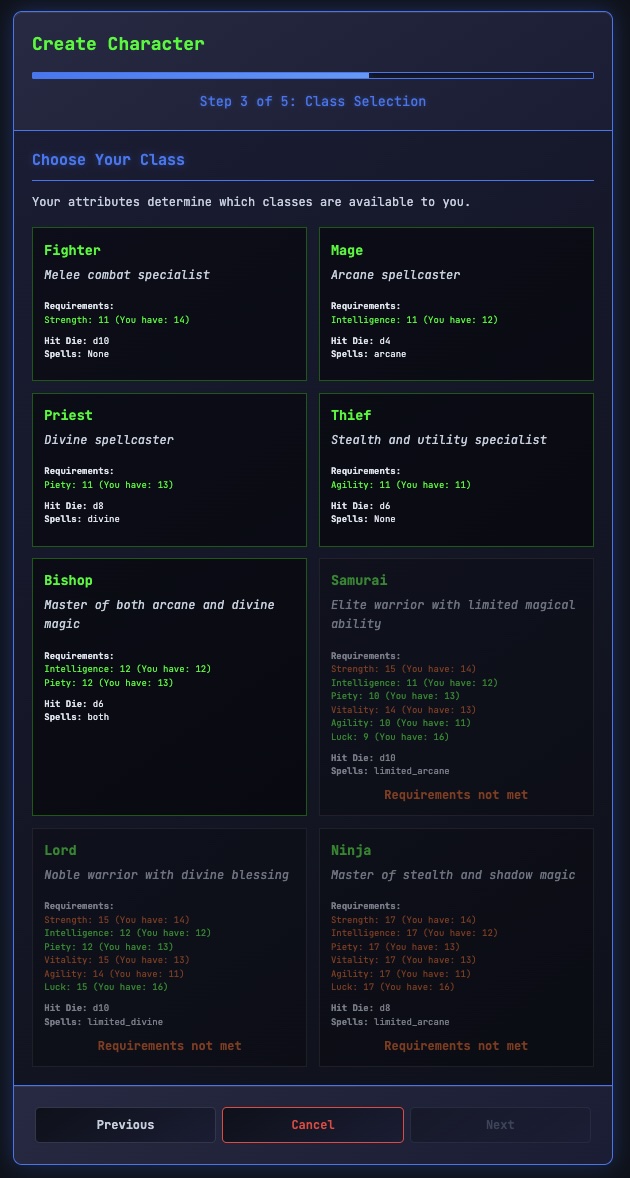 Create Character
Step 3 of 5: Class Selection
Choose Your Class
Your attributes determine which classes are available to you.
Fighter
Melee combat specialist
Requirements:
Strength: 11 (You have: 14)
Hit Die: d10
Spells: None
Mage
Arcane spellcaster
Requirements:
Intelligence: 11 (You have: 12)
Hit Die: d4
Spells: arcane
Priest
Divine spellcaster
Requirements:
Piety: 11 (You have: 13)
Hit Die: d8
Spells: divine
Thief
Stealth and utility specialist
Requirements:
Agility: 11 (You have: 11)
Hit Die: d6
Spells: None
Bishop
Master of both arcane and divine
magic
Requirements:
Intelligence: 12 (You have: 12)
Piety: 12 (You have: 13)
Hit Die: d6
Spells: both
Samurai
Elite warrior with limited magical
ability
Requirements:
Strength: 15 (You have: 14)
Intelligence: 11 (You have: 12)
Piety: 10 (You have: 13)
Vitality: 14 (You have: 13)
Agility: 10 (You have: 11)
Luck: 9 (You have: 16)
Hit Die: d10
Spells: limited_arcane
Requirements not met
Lord
Noble warrior with divine blessing
Requirements:
Strength: 15 (You have: 14)
Intelligence: 12 (You have: 12)
Piety: 12 (You have: 13)
Vitality: 15 (You have: 13)
Agility: 14 (You have: 11)
Luck: 15 (You have: 16)
Hit Die: d10
Spells: limited_divine
Requirements not met
Ninja
Master of stealth and shadow magic
Requirements:
Strength: 17 (You have: 14)
Intelligence: 17 (You have: 12)
Piety: 17 (You have: 13)
Vitality: 17 (You have: 13)
Agility: 17 (You have: 11)
Luck: 17 (You have: 16)
Hit Die: d8
Spells: limited_arcane
Requirements not met
Previous
Cancel
Next